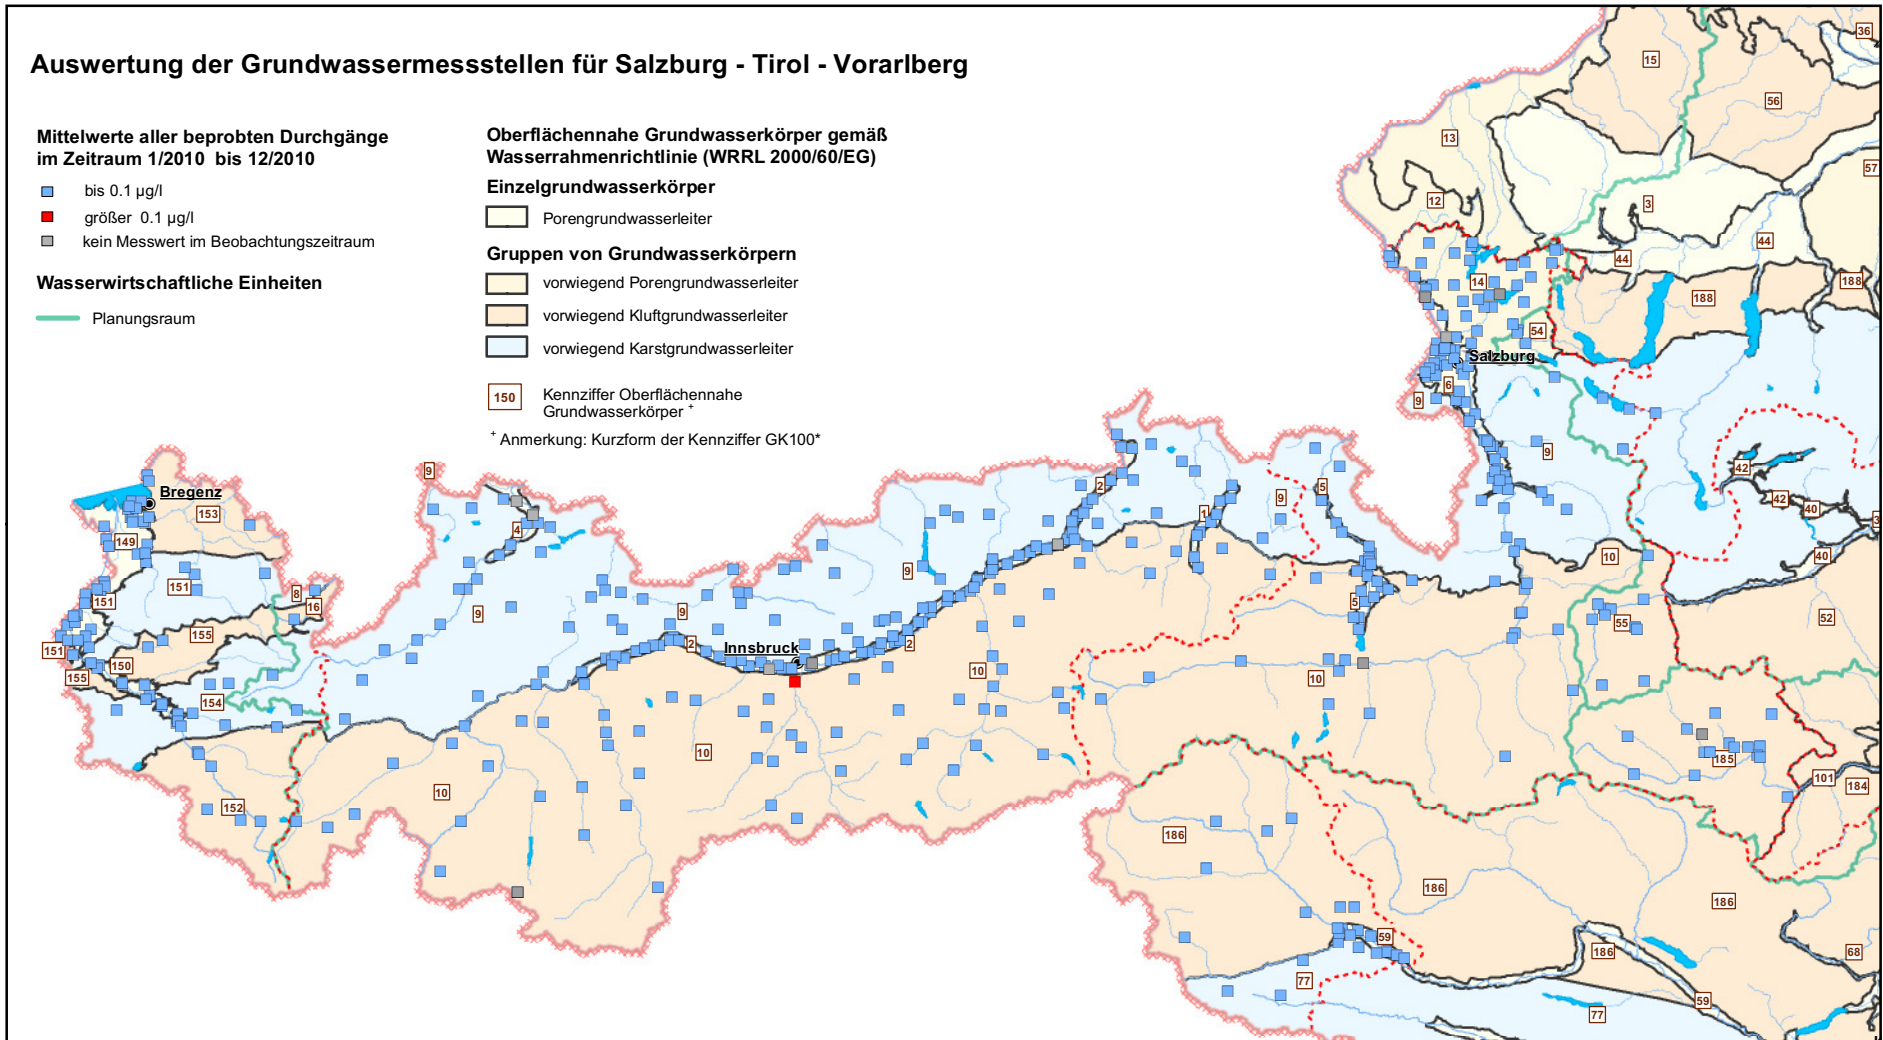 Auswertung der Grundwassermessstellen für Salzburg - Tirol - Vorarlberg
Mittelwerte aller beprobten Durchgänge
im Zeitraum 1/2010 bis 12/2010
bis 0.1 µg/l
größer 0.1 µg/l
kein Messwert im Beobachtungszeitraum
Wasserwirtschaftliche Einheiten
Planungsraum
Oberflächennahe Grundwasserkörper gemäß
Wasserrahmenrichtlinie (WRRL 2000/60/EG)
Einzelgrundwasserkörper
Porengrundwasserleiter
Gruppen von Grundwasserkörpern
vorwiegend Porengrundwasserleiter
vorwiegend Kluftgrundwasserleiter
vorwiegend Karstgrundwasserleiter
150
Kennziffer Oberflächennahe
Grundwasserkörper +
+ Anmerkung: Kurzform der Kennziffer GK100*
36
15
56
13
57
12
3
44
44
14
188
188
54
Salzburg
6
9
9
42
42
40
40
10
52
55
Bregenz
153
149
151
151
8
16
155
151
150
155
154
152
9
4
9
9
2
Innsbruck
2
9
2
1
9
5
5
10
10
10
10
185
101
184
186
186
186
59
186
68
77
59
77